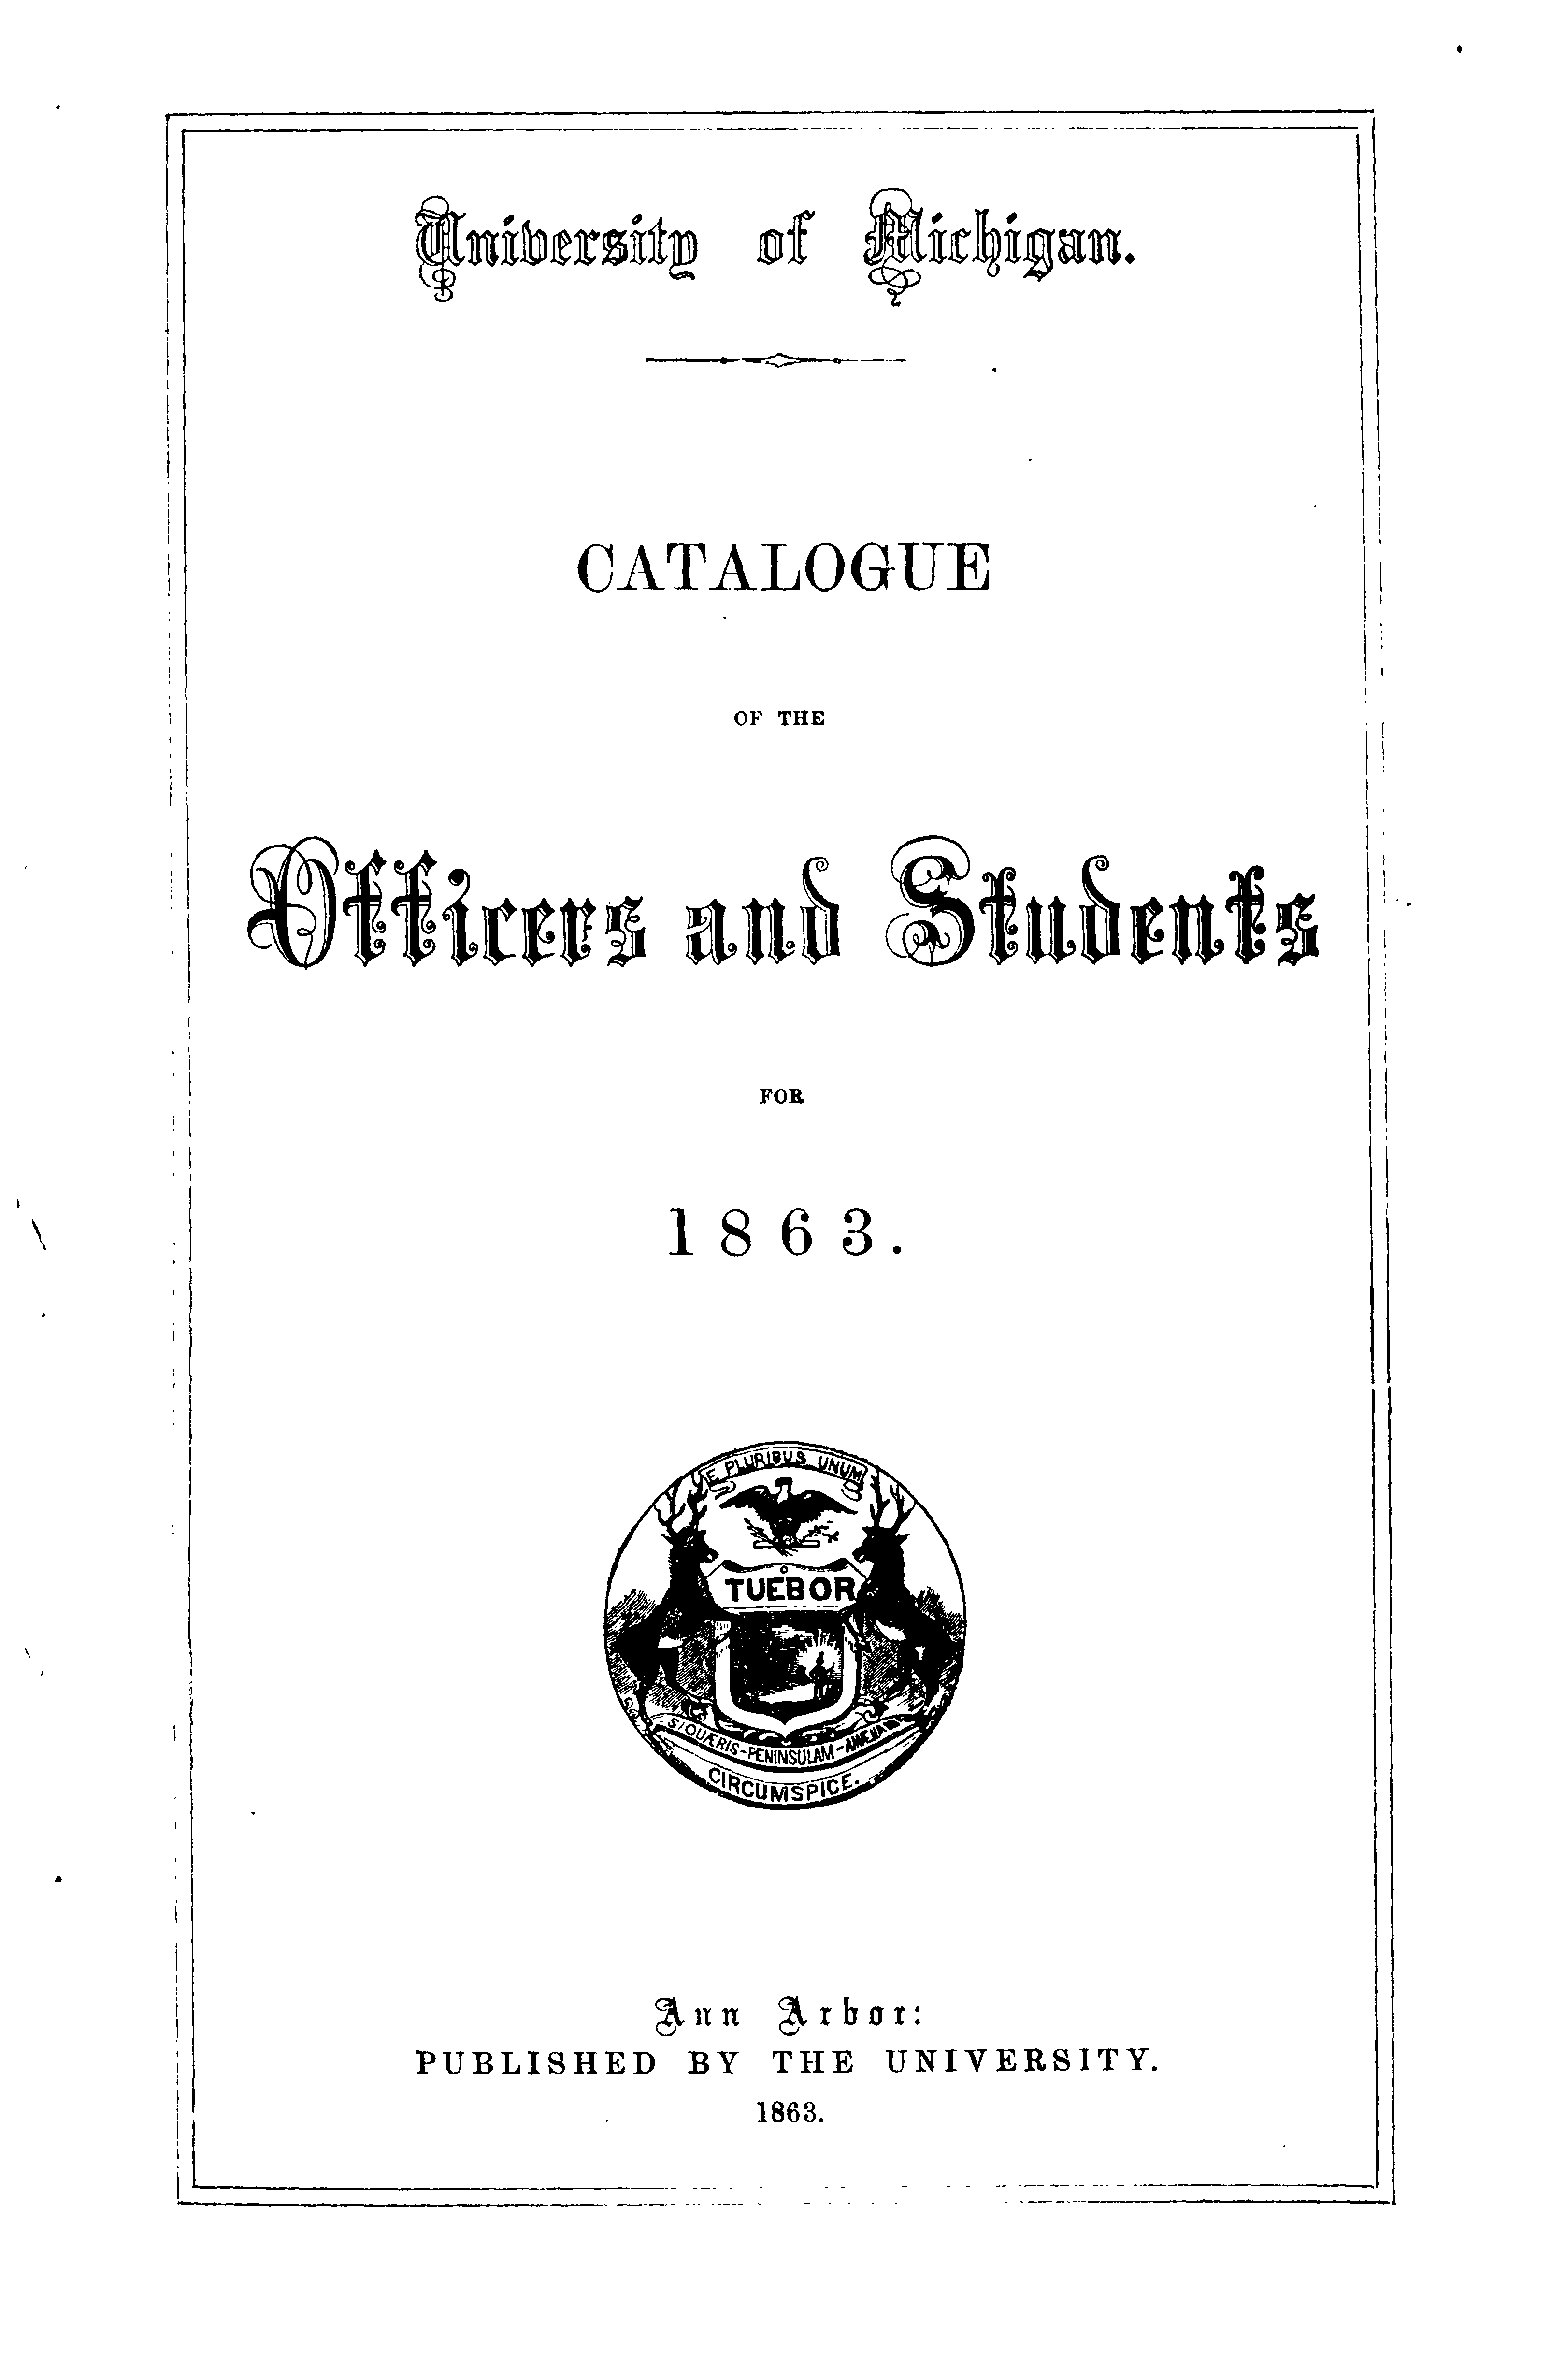 University of Michigan.
CATALOGUE
OF THE
Officers and Students
FOR
1863.
E PLURIBUS UNUM
TUEBOR
SI QUÆRIS-PENINSULAM-AMŒNAM
CIRCUMSPICE.
Ann Arbor:
PUBLISHED BY THE UNIVERSITY.
1863.